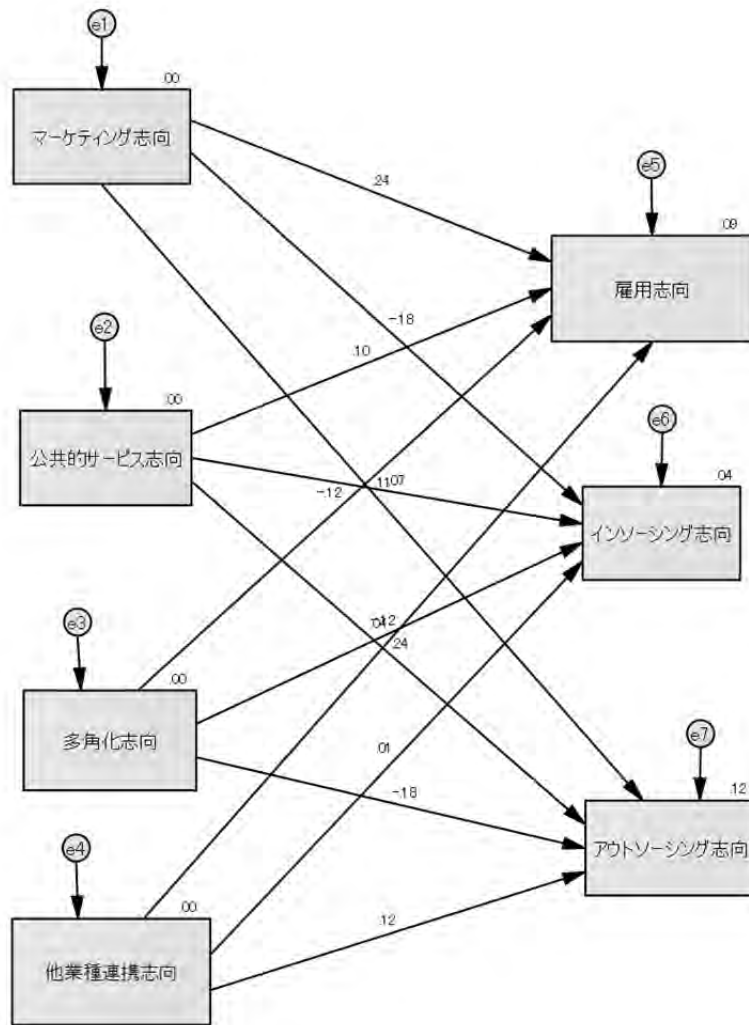 e1
.00
マーケティング志向
.24
e5
.09
雇用志向
-.18
e2
.00
公共的サービス志向
.10
e6
.04
インソーシング志向
-.12
.11
.07
e3
.00
多角化志向
.12
.24
e7
.12
アウトソーシング志向
.01
-.18
e4
.00
他業種連携志向
.12